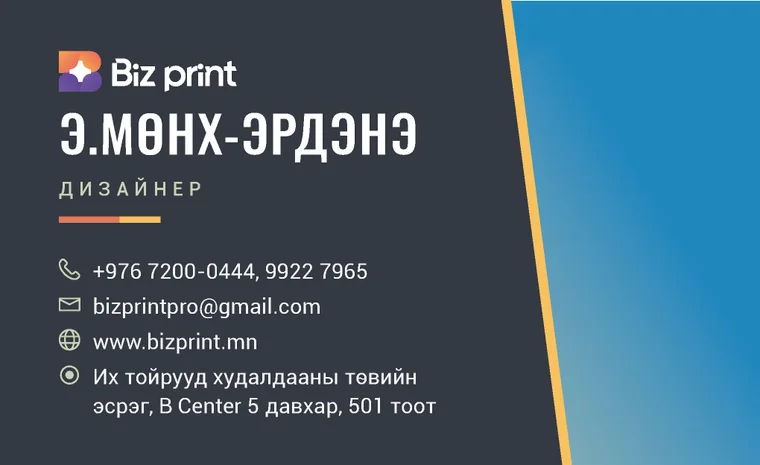 Biz print
Э.МӨНХ-ЭРДЭНЭ
ДИЗАЙНЕР
+976 7200-0444, 9922 7965
bizprintpro@gmail.com
www.bizprint.mn
Их тойрууд худалдааны төвийн
эсрэг, B Center 5 давхар, 501 тоот